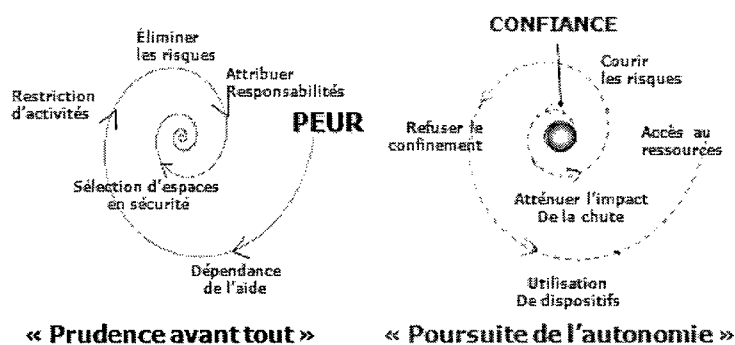 Éliminer
les risques
Attribuer
Responsabilités
Restriction
d'activités
PEUR
Sélection d'espaces
en sécurité
Dépendance
de l'aide
« Prudence avant tout »
CONFIANCE
Courir
les risques
Refuser le
confinement
Accès au
ressources
Atténuer l'impact
De la chute
Utilisation
De dispositifs
« Poursuite de l'autonomie »